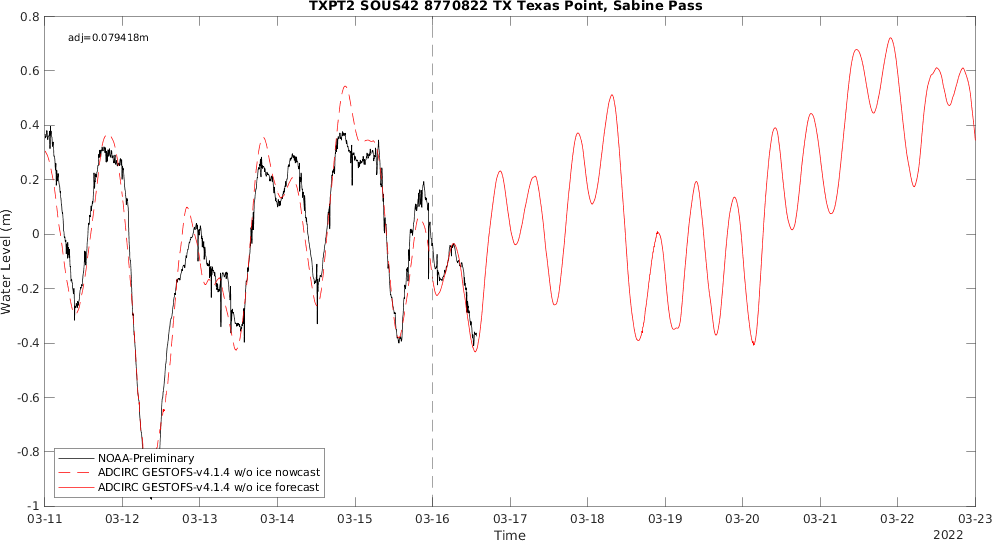 TXPT2 SOUS42 8770822 TX Texas Point, Sabine Pass
0.8
adj=0.079418m
0.6
0.4
0.2
0
-0.2
-0.4
-0.6
-0.8
-1
Water Level (m)
NOAA-Preliminary
ADCIRC GESTOFS-v4.1.4 w/o ice nowcast
ADCIRC GESTOFS-v4.1.4 w/o ice forecast
03-11 03-12 03-13 03-14 03-15 03-16 03-17 03-18 03-19 03-20 03-21 03-22 03-23
Time
2022